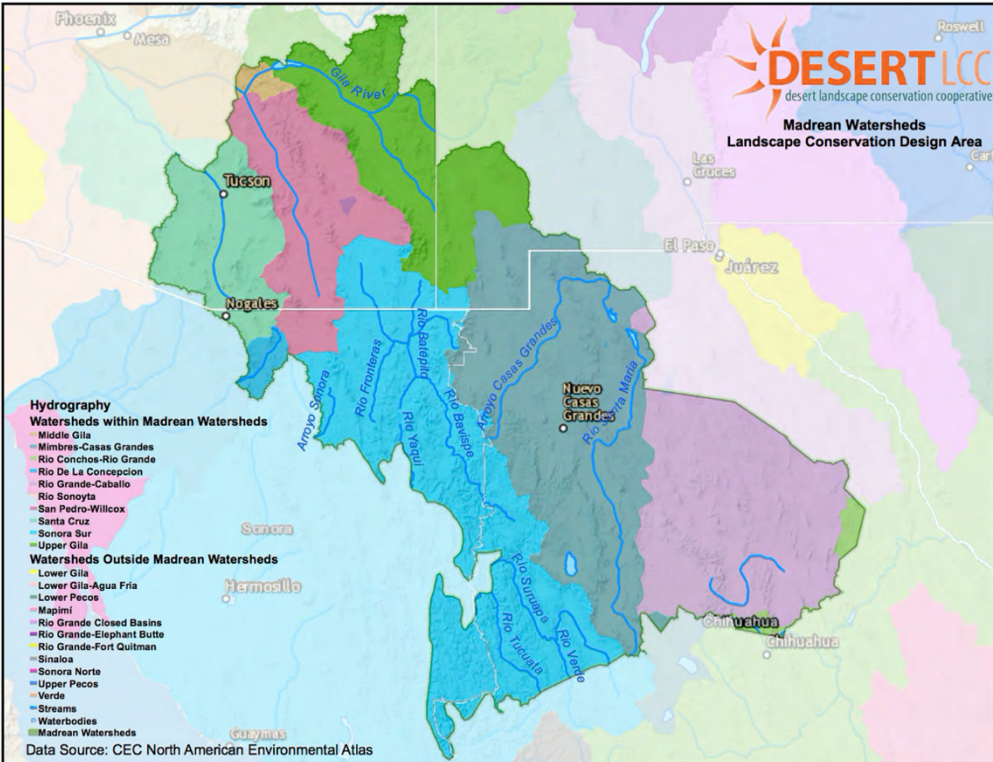 Phoenix
Mesa
Roswell
DESERT LCC
desert landscape conservation cooperative
Madrean Watersheds
Landscape Conservation Design Area
Gila River
Las
Cruces
Tucson
El Paso
Juárez
Nogales
Rio Batepito
Arroyo Casas Grandes
Rio Fronteras
Rio Santa Maria
Arroyo Sonora
Nuevo
Casas
Grandes
Rio Bavispe
Rio Yaqui
Hydrography
Watersheds within Madrean Watersheds
Middle Gila
Mimbres-Casas Grandes
Rio Conchos-Rio Grande
Rio De La Concepcion
Rio Grande-Caballo
Rio Sonoyta
San Pedro-Willcox
Santa Cruz
Sonora Sur
Upper Gila
Watersheds Outside Madrean Watersheds
Lower Gila
Lower Gila-Agua Fria
Lower Pecos
Mapimí
Rio Grande Closed Basins
Rio Grande-Elephant Butte
Rio Grande-Fort Quitman
Sinaloa
Sonora Norte
Upper Pecos
Verde
Streams
Waterbodies
Madrean Watersheds
Sonora
Hermosillo
Rio Suruapa
Rio Tucuata
Rio Verde
Chihuahua
Chihuahua
Guaymas
Data Source: CEC North American Environmental Atlas